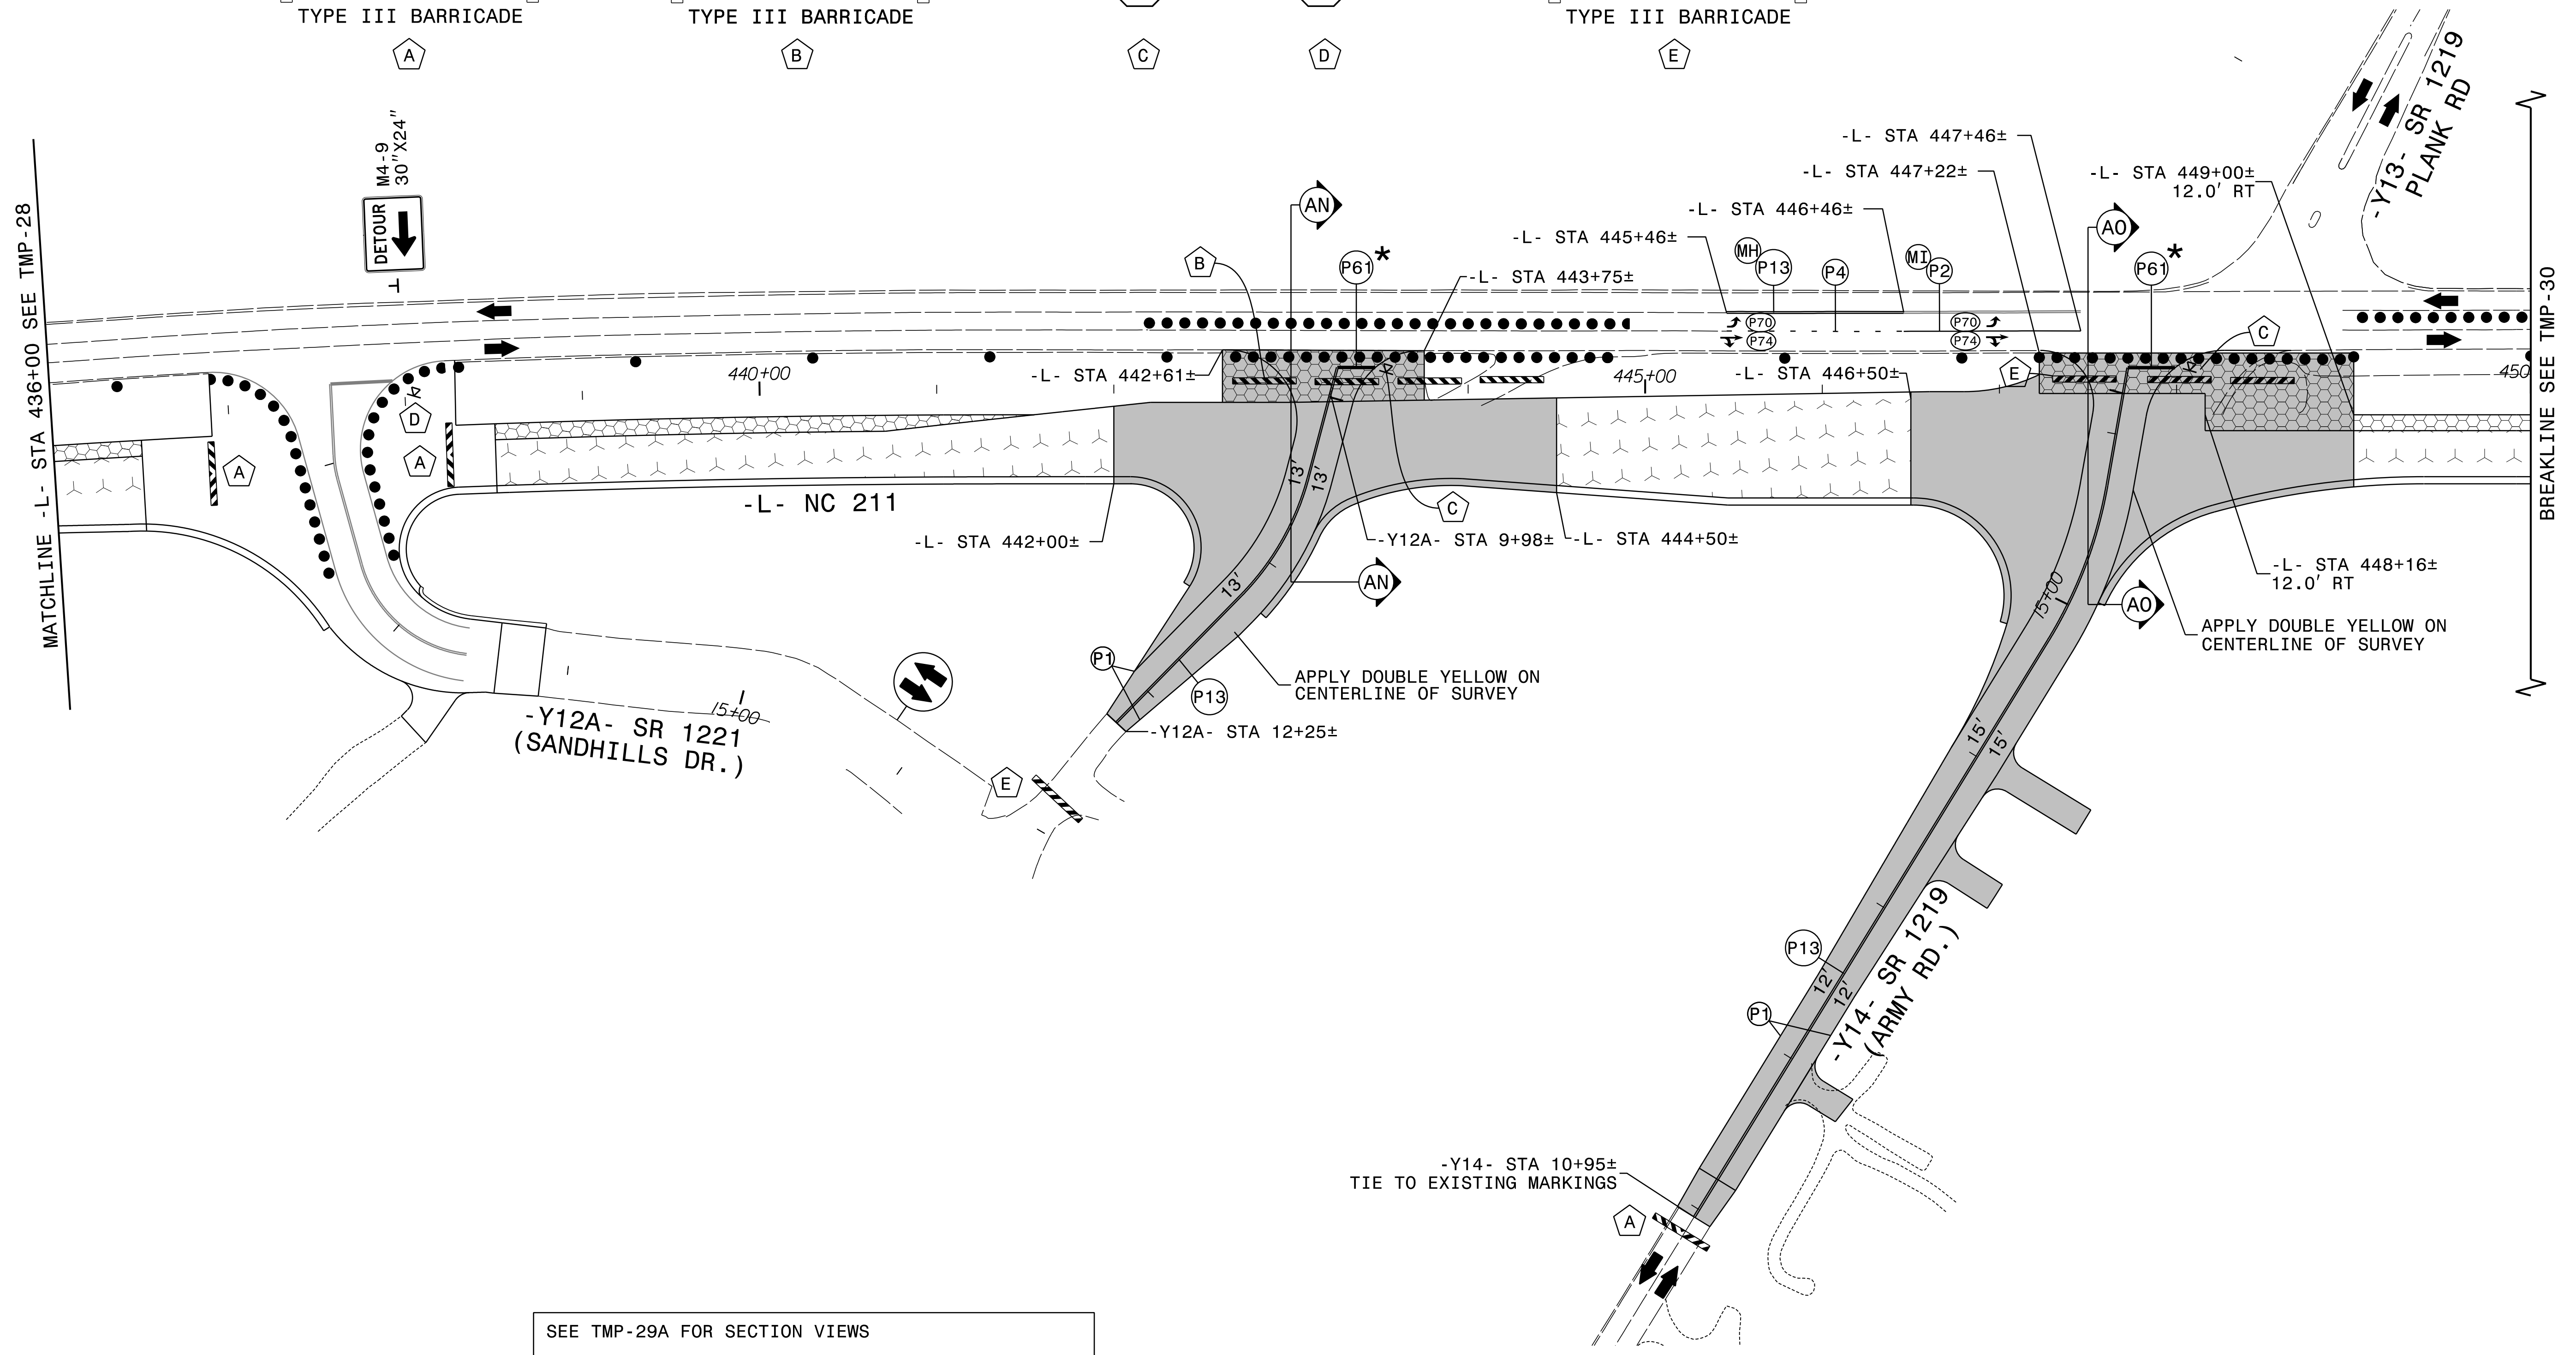 TYPE III BARRICADE
TYPE III BARRICADE
TYPE III BARRICADE
A
B
C
D
E
MATCHLINE -L- STA 436+00 SEE TMP-28
M4-9
30"X24"
DETOUR
-Y13- SR 1219
PLANK RD
BREAKLINE SEE TMP-30
-L- STA 447+46±
-L- STA 447+22±
-L- STA 449+00±
12.0' RT
-L- STA 446+46±
-L- STA 445+46±
-L- STA 443+75±
AN
AO
B
P61*
MH
P13
P4
MI
P2
P61*
P70
P74
P70
P74
C
E
440+00
-L- STA 442+61±
445+00
-L- STA 446+50±
450
D
A
A
-L- NC 211
13'
13'
C
-L- STA 442+00±
-Y12A- STA 9+98±
-L- STA 444+50±
-L- STA 448+16±
12.0' RT
AN
13'
15+00
AO
APPLY DOUBLE YELLOW ON
CENTERLINE OF SURVEY
P1
APPLY DOUBLE YELLOW ON
CENTERLINE OF SURVEY
P13
-Y12A- STA 12+25±
15+00
-Y12A- SR 1221
(SANDHILLS DR.)
E
15'
15'
P13
12'
12'
P1
-Y14- SR 1219
(ARMY RD.)
-Y14- STA 10+95±
TIE TO EXISTING MARKINGS
A
SEE TMP-29A FOR SECTION VIEWS